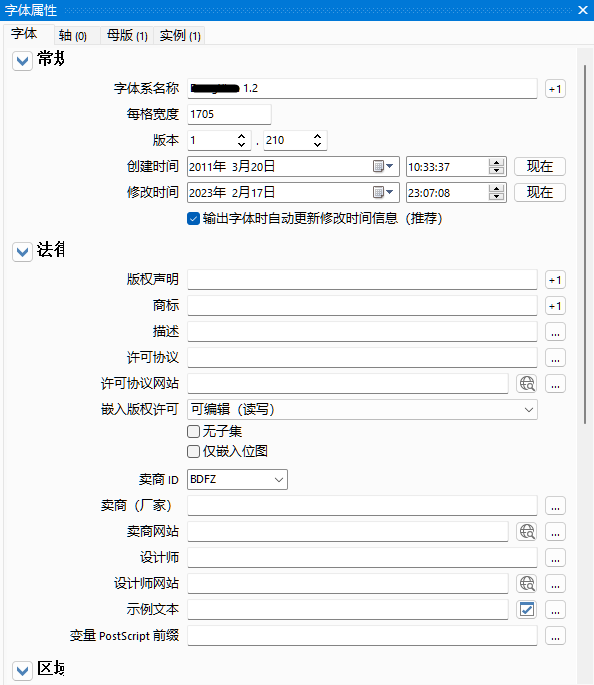 字体属性
字体 轴 (0) 母版 (1) 实例 (1)
常规
字体系名称 1.2 +1
每格宽度 1705
版本 1 . 210
创建时间 2011年 3月20日 10:33:37 现在
修改时间 2023年 2月17日 23:07:08 现在
输出字体时自动更新修改时间信息（推荐）
法律
版权声明 +1
商标 +1
描述 ...
许可协议 ...
许可协议网站 ...
嵌入版权许可 可编辑（读写）
无子集
仅嵌入位图
卖商 ID BDFZ
卖商（厂家） ...
卖商网站 ...
设计师 ...
设计师网站 ...
示例文本 ...
变量 PostScript 前缀 ...
区域